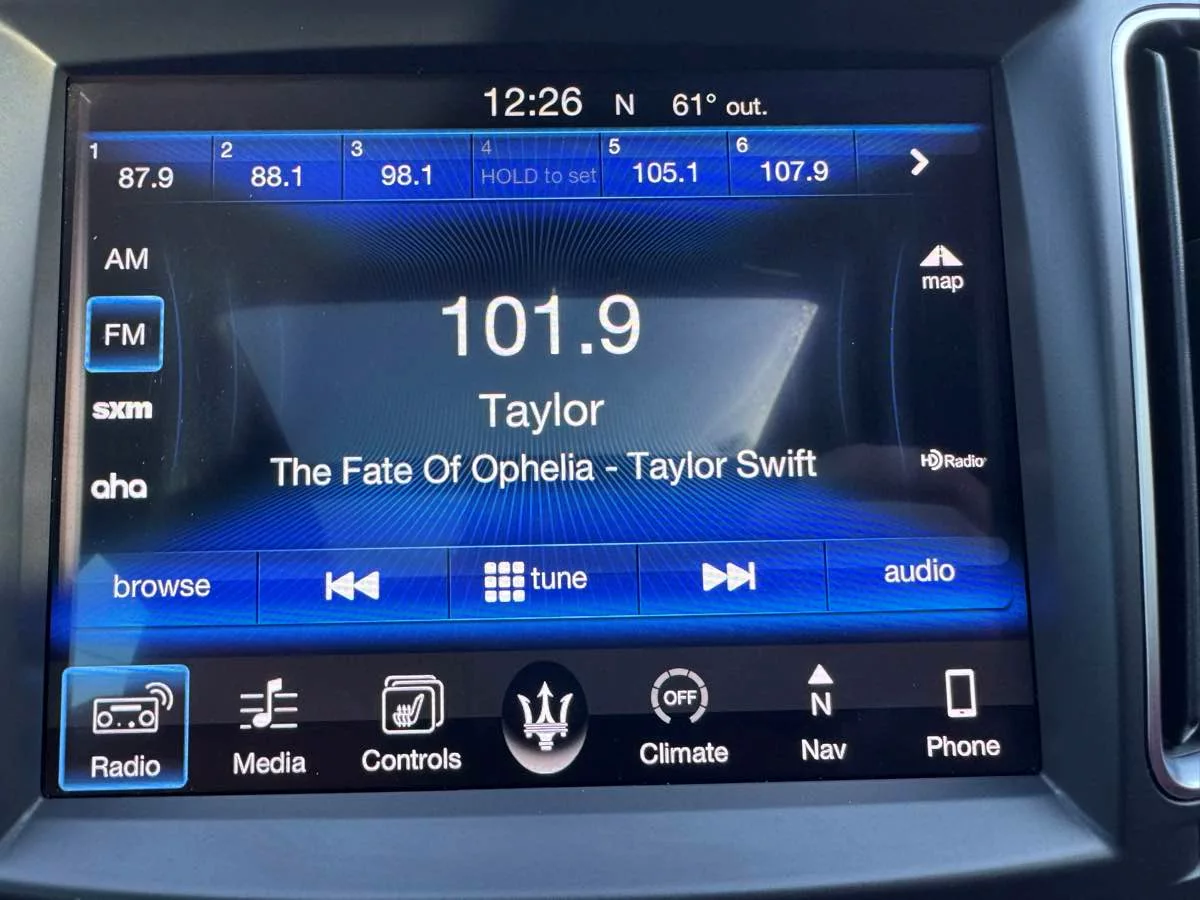 12:26 N 61° out.
1 2 3 4 5 6
87.9 88.1 98.1 HOLD to set 105.1 107.9
AM
map
FM
101.9
sxm
Taylor
The Fate Of Ophelia - Taylor Swift
HD Radio
aha
browse tune audio
OFF
N
Radio Media Controls Climate Nav Phone